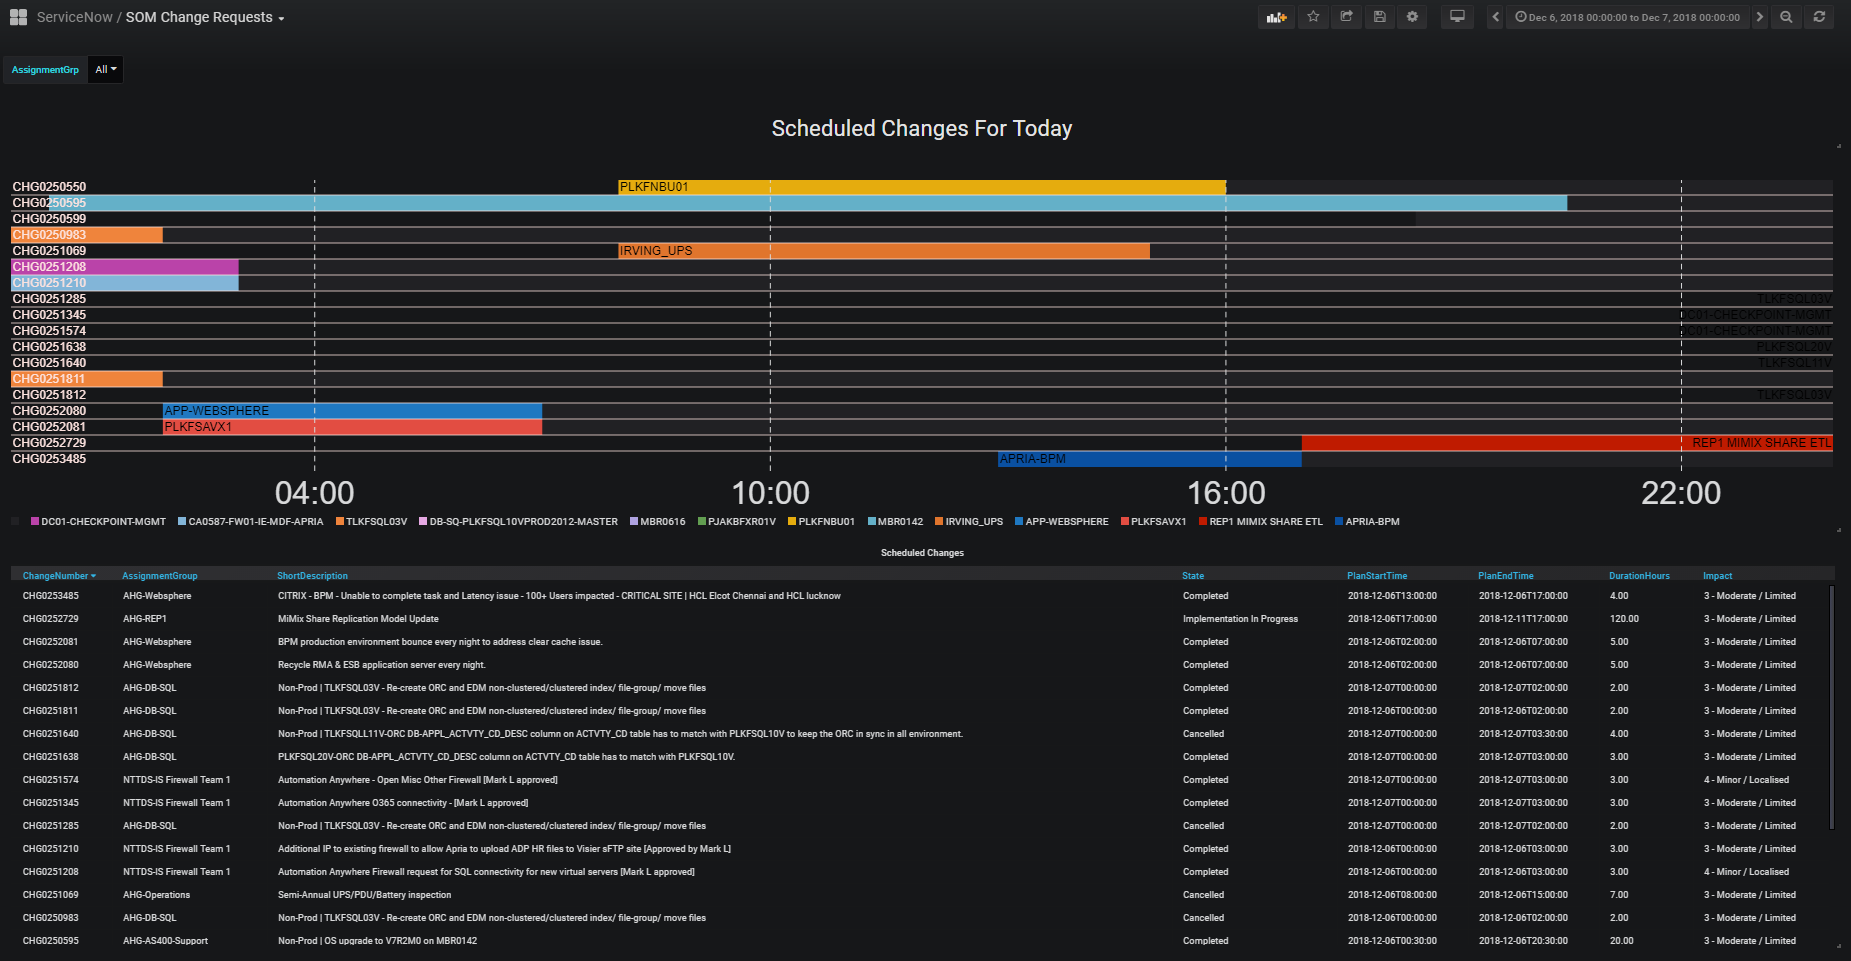 ServiceNow / SOM Change Requests
Dec 6, 2018 00:00:00 to Dec 7, 2018 00:00:00
AssignmentGrp All
Scheduled Changes For Today
CHG0250550 PLKFNBU01
CHG0250595
CHG0250599
CHG0250983
CHG0251069 IRVING_UPS
CHG0251208
CHG0251210
CHG0251285 TLKFSQL03V
CHG0251345 DC01-CHECKPOINT-MGMT
CHG0251574 DC01-CHECKPOINT-MGMT
CHG0251638 PLKFSQL20V
CHG0251640 TLKFSQL11V
CHG0251811
CHG0251812 TLKFSQL03V
CHG0252080 APP-WEBSPHERE
CHG0252081 PLKFSAVX1
CHG0252729 REP1 MIMIX SHARE ETL
CHG0253485 APRIA-BPM
04:00 10:00 16:00 22:00
DC01-CHECKPOINT-MGMT CA0587-FW01-IE-MDF-APRIA TLKFSQL03V DB-SQ-PLKFSQL10VPROD2012-MASTER MBR0616 PJAKBFXR01V PLKFNBU01 MBR0142 IRVING_UPS APP-WEBSPHERE PLKFSAVX1 REP1 MIMIX SHARE ETL APRIA-BPM
Scheduled Changes
ChangeNumber AssignmentGroup ShortDescription State PlanStartTime PlanEndTime DurationHours Impact
CHG0253485 AHG-Websphere CITRIX - BPM - Unable to complete task and Latency issue - 100+ Users impacted - CRITICAL SITE | HCL Elcot Chennai and HCL lucknow Completed 2018-12-06T13:00:00 2018-12-06T17:00:00 4.00 3 - Moderate / Limited
CHG0252729 AHG-REP1 MiMix Share Replication Model Update Implementation In Progress 2018-12-06T17:00:00 2018-12-11T17:00:00 120.00 3 - Moderate / Limited
CHG0252081 AHG-Websphere BPM production environment bounce every night to address clear cache issue. Completed 2018-12-06T02:00:00 2018-12-06T07:00:00 5.00 3 - Moderate / Limited
CHG0252080 AHG-Websphere Recycle RMA & ESB application server every night. Completed 2018-12-06T02:00:00 2018-12-06T07:00:00 5.00 3 - Moderate / Limited
CHG0251812 AHG-DB-SQL Non-Prod | TLKFSQL03V - Re-create ORC and EDM non-clustered/clustered index/ file-group/ move files Completed 2018-12-07T00:00:00 2018-12-07T02:00:00 2.00 3 - Moderate / Limited
CHG0251811 AHG-DB-SQL Non-Prod | TLKFSQL03V - Re-create ORC and EDM non-clustered/clustered index/ file-group/ move files Completed 2018-12-06T00:00:00 2018-12-06T02:00:00 2.00 3 - Moderate / Limited
CHG0251640 AHG-DB-SQL Non-Prod | TLKFSQLL11V-ORC DB-APPL_ACTVTY_CD_DESC column on ACTVTY_CD table has to match with PLKFSQL10V to keep the ORC in sync in all environment. Cancelled 2018-12-07T00:00:00 2018-12-07T03:30:00 4.00 3 - Moderate / Limited
CHG0251638 AHG-DB-SQL PLKFSQL20V-ORC DB-APPL_ACTVTY_CD_DESC column on ACTVTY_CD table has to match with PLKFSQL10V. Completed 2018-12-07T00:00:00 2018-12-07T03:00:00 3.00 3 - Moderate / Limited
CHG0251574 NTTDS-IS Firewall Team 1 Automation Anywhere - Open Misc Other Firewall [Mark L approved] Completed 2018-12-07T00:00:00 2018-12-07T03:00:00 3.00 4 - Minor / Localised
CHG0251345 NTTDS-IS Firewall Team 1 Automation Anywhere O365 connectivity - [Mark L approved] Completed 2018-12-07T00:00:00 2018-12-07T03:00:00 3.00 3 - Moderate / Limited
CHG0251285 AHG-DB-SQL Non-Prod | TLKFSQL03V - Re-create ORC and EDM non-clustered/clustered index/ file-group/ move files Cancelled 2018-12-07T00:00:00 2018-12-07T02:00:00 2.00 3 - Moderate / Limited
CHG0251210 NTTDS-IS Firewall Team 1 Additional IP to existing firewall to allow Apria to upload ADP HR files to Visier sFTP site [Approved by Mark L] Completed 2018-12-06T00:00:00 2018-12-06T03:00:00 3.00 3 - Moderate / Limited
CHG0251208 NTTDS-IS Firewall Team 1 Automation Anywhere Firewall request for SQL connectivity for new virtual servers [Mark L approved] Completed 2018-12-06T00:00:00 2018-12-06T03:00:00 3.00 4 - Minor / Localised
CHG0251069 AHG-Operations Semi-Annual UPS/PDU/Battery inspection Cancelled 2018-12-06T08:00:00 2018-12-06T15:00:00 7.00 3 - Moderate / Limited
CHG0250983 AHG-DB-SQL Non-Prod | TLKFSQL03V - Re-create ORC and EDM non-clustered/clustered index/ file-group/ move files Completed 2018-12-06T00:00:00 2018-12-06T02:00:00 2.00 3 - Moderate / Limited
CHG0250595 AHG-AS400-Support Non-Prod | OS upgrade to V7R2M0 on MBR0142 Completed 2018-12-06T00:30:00 2018-12-06T20:30:00 20.00 3 - Moderate / Limited